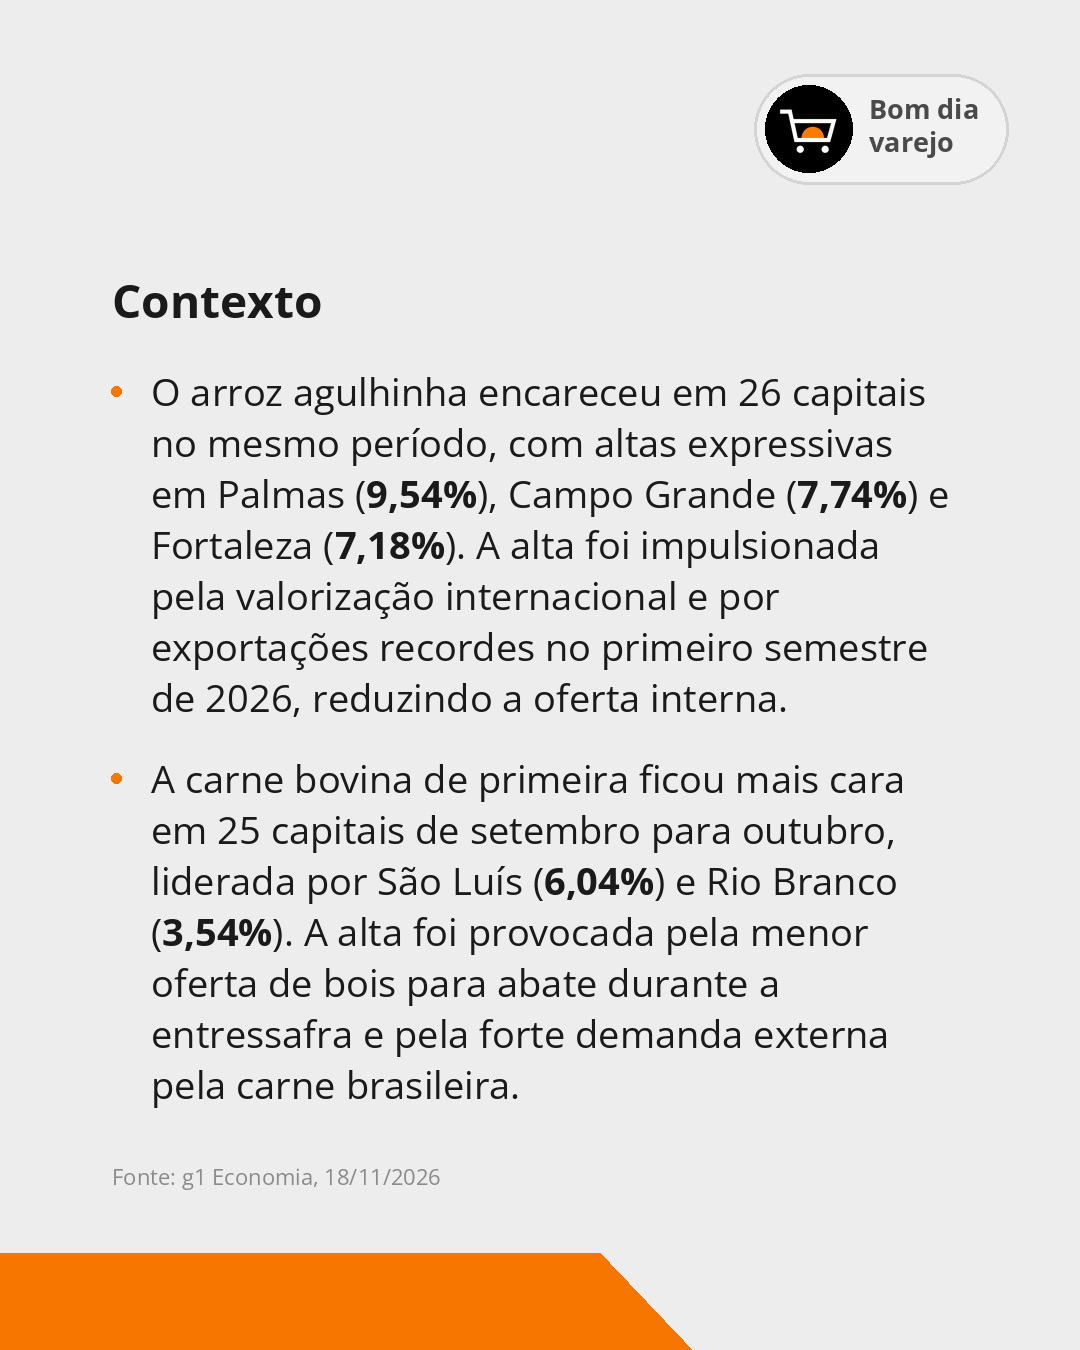 Bom dia
varejo
Contexto
• O arroz agulhinha encareceu em 26 capitais
no mesmo período, com altas expressivas
em Palmas (9,54%), Campo Grande (7,74%) e
Fortaleza (7,18%). A alta foi impulsionada
pela valorização internacional e por
exportações recordes no primeiro semestre
de 2026, reduzindo a oferta interna.
• A carne bovina de primeira ficou mais cara
em 25 capitais de setembro para outubro,
liderada por São Luís (6,04%) e Rio Branco
(3,54%). A alta foi provocada pela menor
oferta de bois para abate durante a
entressafra e pela forte demanda externa
pela carne brasileira.
Fonte: g1 Economia, 18/11/2026